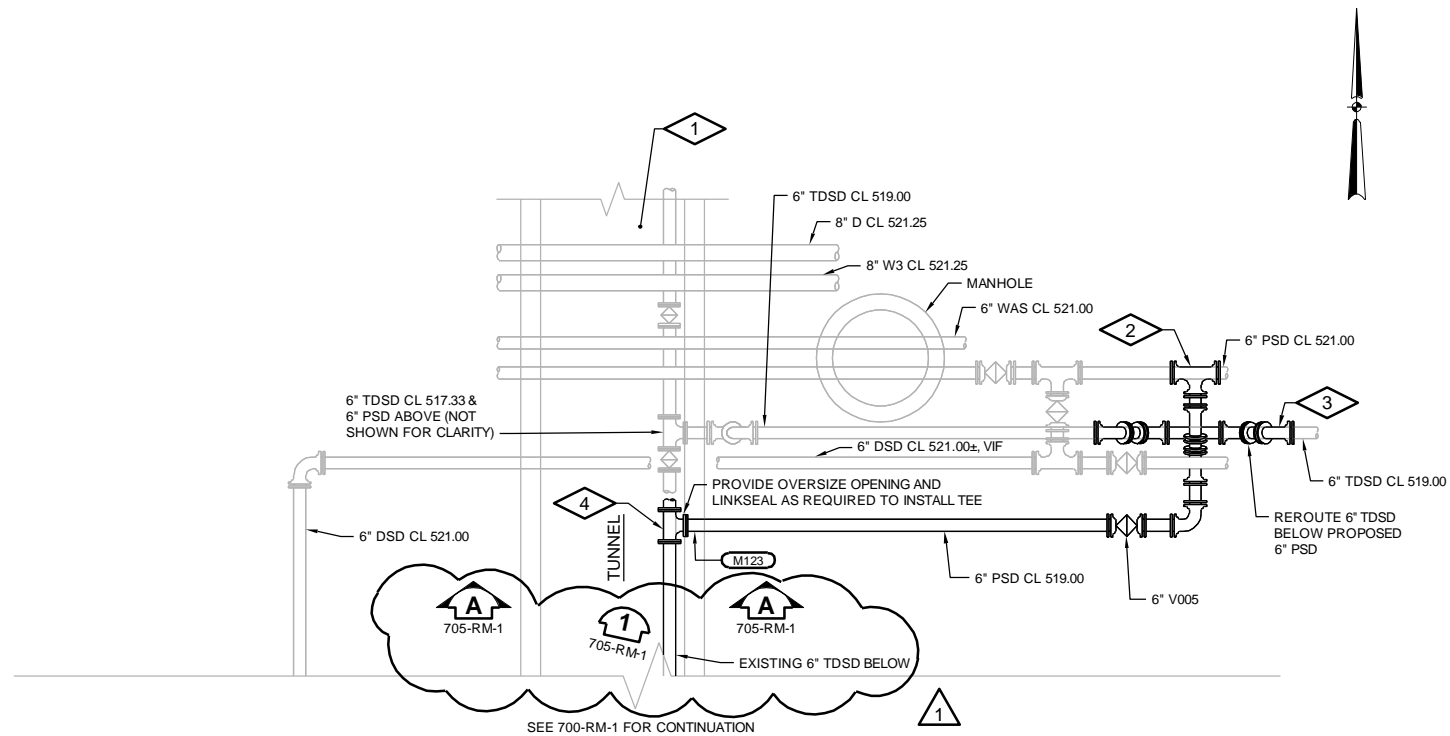 1
6" TDSD CL 519.00
8" D CL 521.25
8" W3 CL 521.25
MANHOLE
6" WAS CL 521.00
2
6" PSD CL 521.00
3
6" TDSD CL 517.33 &
6" PSD ABOVE (NOT
SHOWN FOR CLARITY)
6" DSD CL 521.00±, VIF
6" TDSD CL 519.00
PROVIDE OVERSIZE OPENING AND
LINKSEAL AS REQUIRED TO INSTALL TEE
4
REROUTE 6" TDSD
BELOW PROPOSED
6" PSD
6" DSD CL 521.00
TUNNEL
M123
6" PSD CL 519.00
6" V005
A
705-RM-1
1
705-RM-1
A
705-RM-1
EXISTING 6" TDSD BELOW
1
SEE 700-RM-1 FOR CONTINUATION